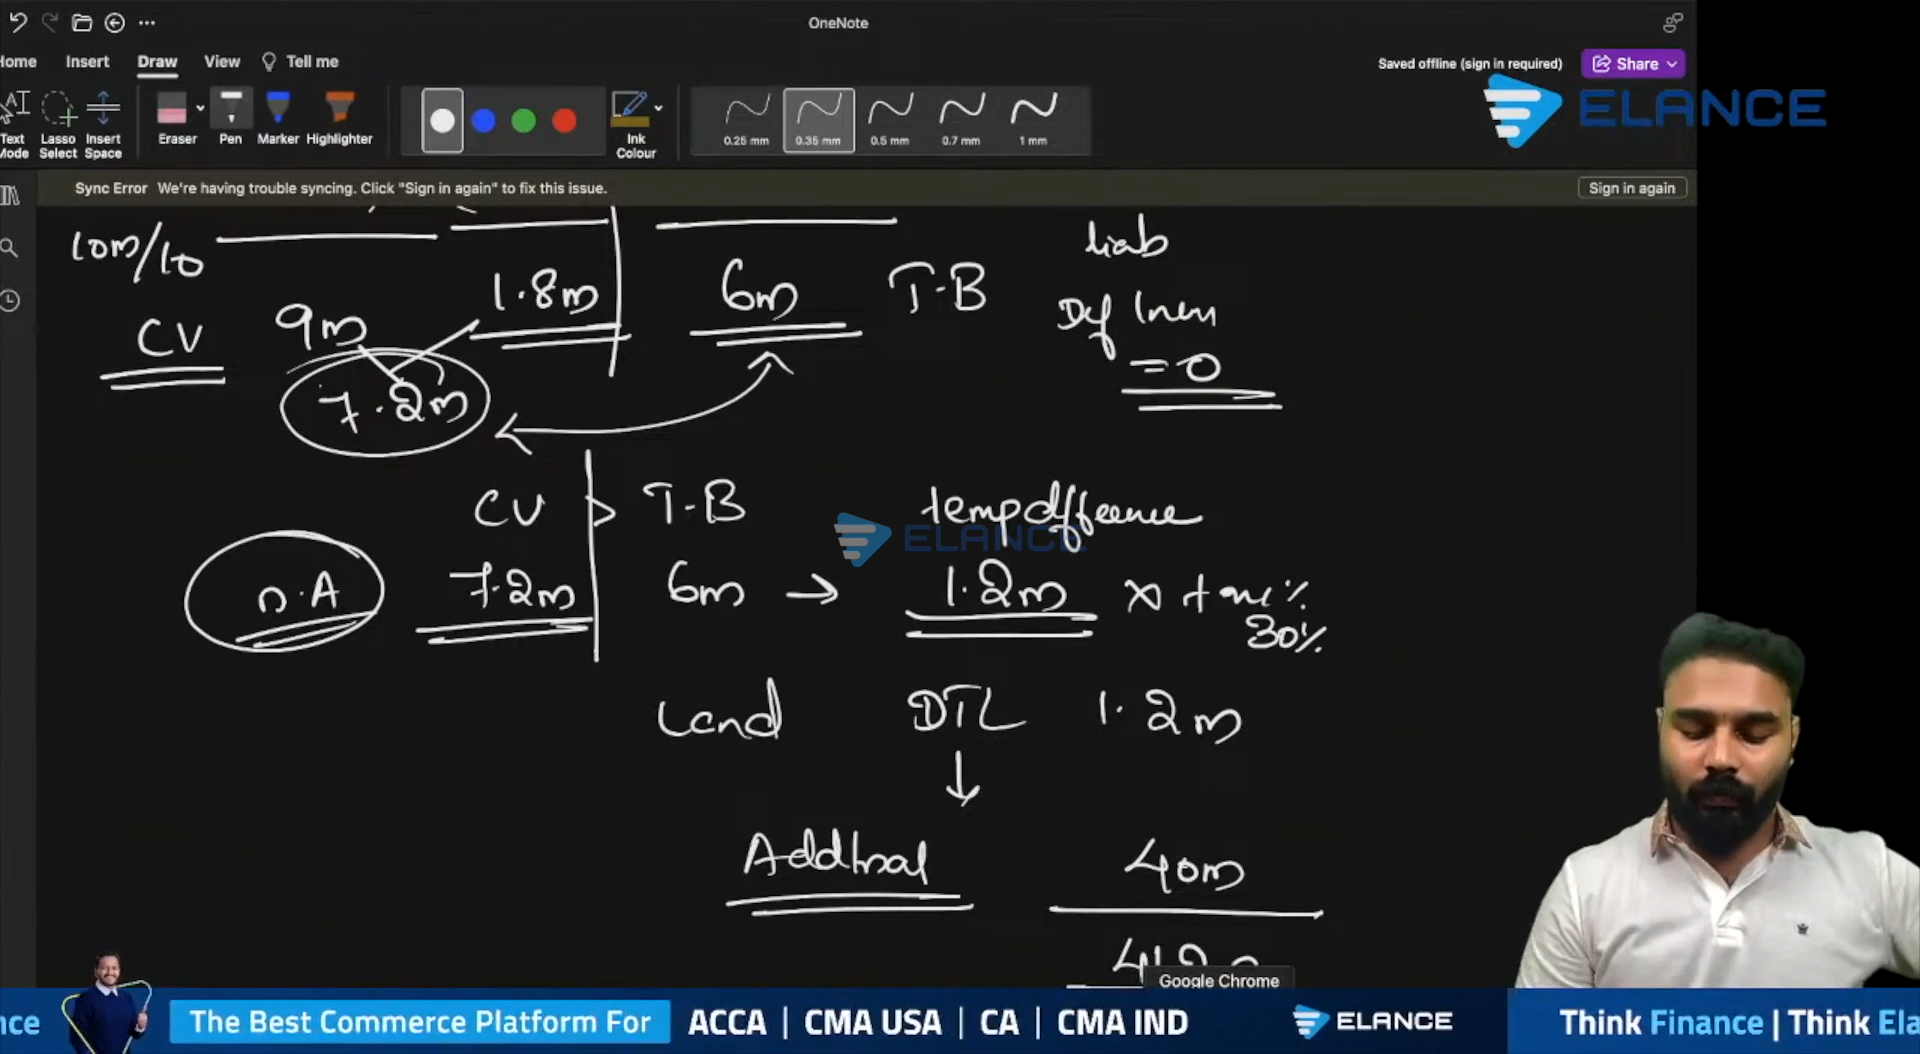 OneNote
Home Insert Draw View Tell me
Saved offline (sign in required) Share
Text Mode Lasso Select Insert Space Eraser Pen Marker Highlighter Ink Colour 0.25 mm 0.35 mm 0.5 mm 0.7 mm 1 mm
ELANCE
Sync Error We're having trouble syncing. Click "Sign in again" to fix this issue. Sign in again
10m/10
liab
1.8m 6m T-B
CV 9m
= 0
7.2m
CV > T-B
ELANCE
n.A 7.2m 6m → 1.2m x
30%
Land DTL 1.2m
↓
40m
Google Chrome
nce
The Best Commerce Platform For ACCA | CMA USA | CA | CMA IND
ELANCE
Think Finance | Think Ela